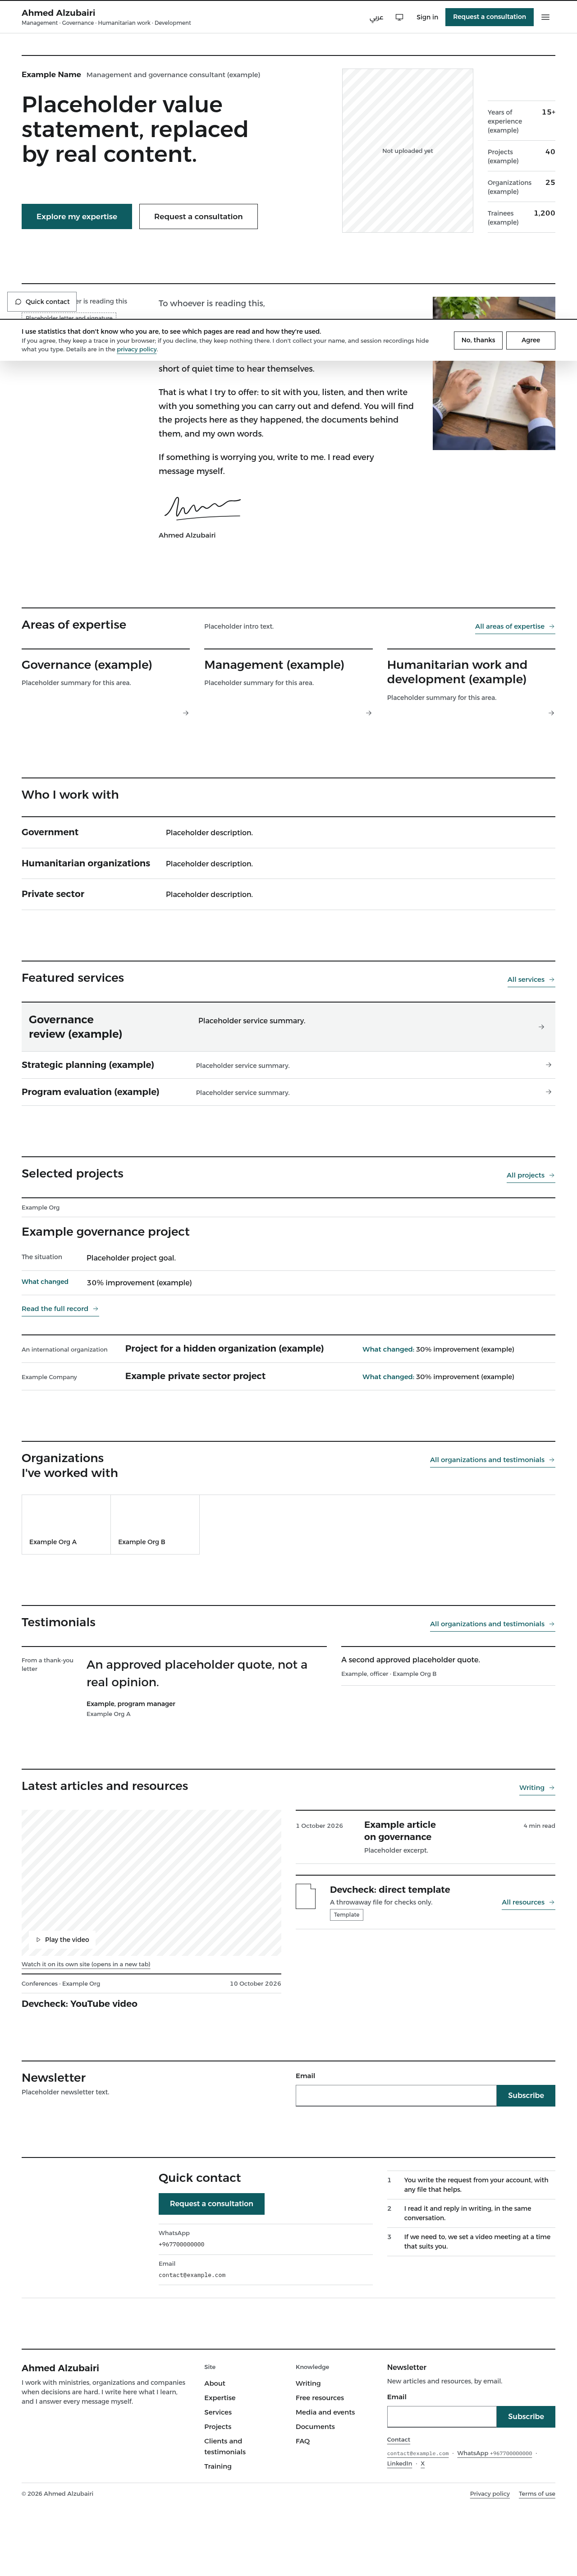 Ahmed Alzubairi
Management · Governance · Humanitarian work · Development
عربي
Sign in
Request a consultation
Example Name
Management and governance consultant (example)
Placeholder value
statement, replaced
by real content.
Explore my expertise
Request a consultation
Not uploaded yet
Years of
experience
(example)
15+
Projects
(example)
40
Organizations
(example)
25
Trainees
(example)
1,200
Quick contact
er is reading this
Placeholder letter and signature
To whoever is reading this,
I use statistics that don't know who you are, to see which pages are read and how they're used.
If you agree, they keep a trace in your browser; if you decline, they keep nothing. I don't collect your name, and session recordings hide
what you type. Details are in the privacy policy.
No, thanks
Agree
short of quiet time to hear themselves.
That is what I try to offer: to sit with you, listen, and then write
with you something you can carry out and defend. You will find
the projects here as they happened, the documents behind
them, and my own words.
If something is worrying you, write to me. I read every
message myself.
Ahmed Alzubairi
Areas of expertise
Placeholder intro text.
All areas of expertise
Governance (example)
Placeholder summary for this area.
Management (example)
Placeholder summary for this area.
Humanitarian work and
development (example)
Placeholder summary for this area.
Who I work with
Government
Placeholder description.
Humanitarian organizations
Placeholder description.
Private sector
Placeholder description.
Featured services
All services
Governance
review (example)
Placeholder service summary.
Strategic planning (example)
Placeholder service summary.
Program evaluation (example)
Placeholder service summary.
Selected projects
All projects
Example Org
Example governance project
The situation
Placeholder project goal.
What changed
30% improvement (example)
Read the full record
An international organization
Project for a hidden organization (example)
What changed: 30% improvement (example)
Example Company
Example private sector project
What changed: 30% improvement (example)
Organizations
I've worked with
All organizations and testimonials
Example Org A
Example Org B
Testimonials
All organizations and testimonials
From a thank-you
letter
An approved placeholder quote, not a
real opinion.
Example, program manager
Example Org A
A second approved placeholder quote.
Example, officer · Example Org B
Latest articles and resources
Writing
Play the video
Watch it on its own site (opens in a new tab)
Conferences · Example Org
10 October 2026
Devcheck: YouTube video
1 October 2026
Example article
on governance
Placeholder excerpt.
4 min read
Devcheck: direct template
A throwaway file for checks only.
Template
All resources
Newsletter
Placeholder newsletter text.
Email
Subscribe
Quick contact
Request a consultation
WhatsApp
+967700000000
Email
contact@example.com
1 You write the request from your account, with
any file that helps.
2 I read it and reply in writing, in the same
conversation.
3 If we need to, we set a video meeting at a time
that suits you.
Ahmed Alzubairi
I work with ministries, organizations and companies
when decisions are hard. I write here what I learn,
and I answer every message myself.
Site
About
Expertise
Services
Projects
Clients and
testimonials
Training
Knowledge
Writing
Free resources
Media and events
Documents
FAQ
Newsletter
New articles and resources, by email.
Email
Subscribe
Contact
contact@example.com · WhatsApp +967700000000 ·
LinkedIn · X
© 2026 Ahmed Alzubairi
Privacy policy
Terms of use